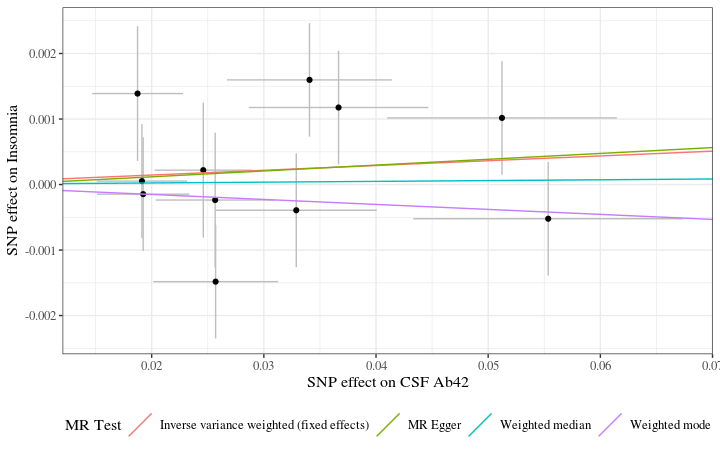 SNP effect on Insomnia
0.002
0.001
0.000
-0.001
-0.002
0.02 0.03 0.04 0.05 0.06 0.07
SNP effect on CSF Ab42
MR Test Inverse variance weighted (fixed effects) MR Egger Weighted median Weighted mode